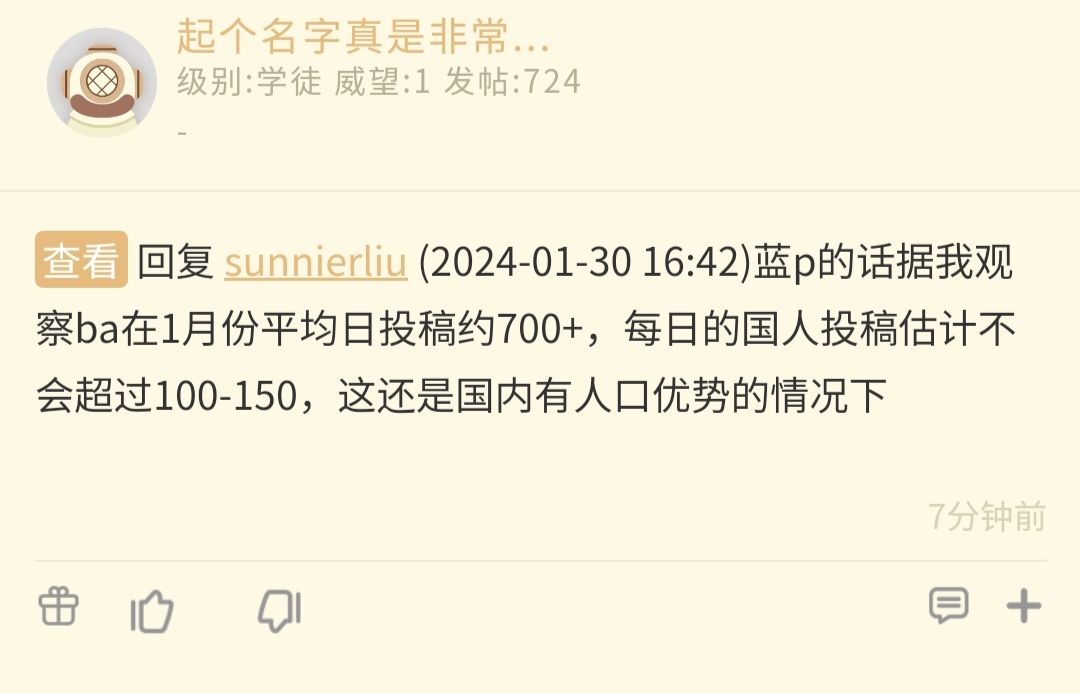 起个名字真是非常...
级别:学徒 威望:1 发帖:724
-
查看 回复 sunnierliu (2024-01-30 16:42)蓝p的话据我观
察ba在1月份平均日投稿约700+，每日的国人投稿估计不
会超过100-150，这还是国内有人口优势的情况下
7分钟前